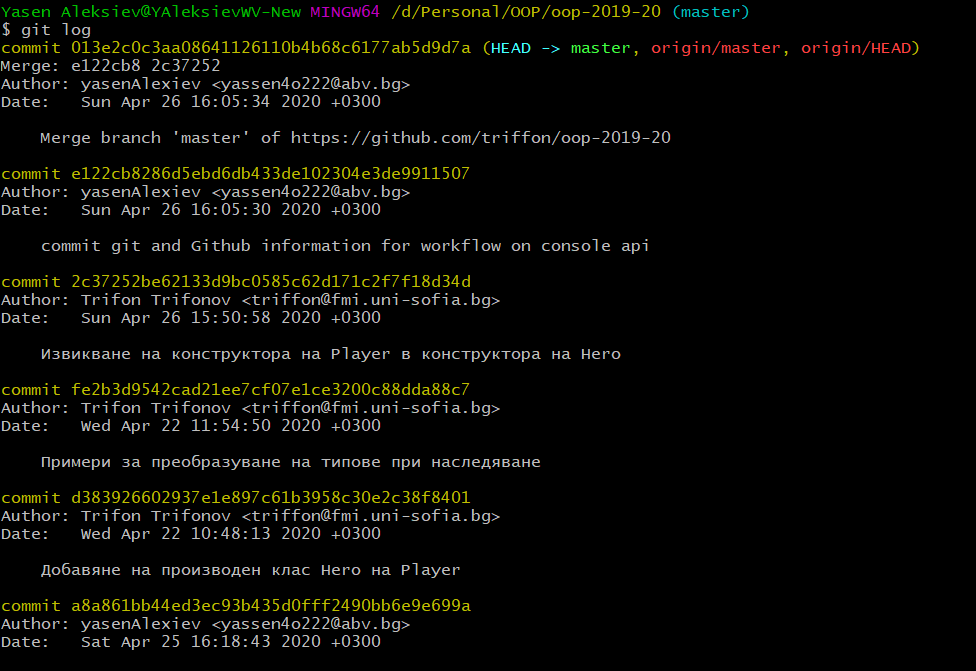 Yasen Aleksiev@YAleksievWV-New MINGW64 /d/Personal/OOP/oop-2019-20 (master)
$ git log
commit 013e2c0c3aa08641126110b4b68c6177ab5d9d7a (HEAD -> master, origin/master, origin/HEAD)
Merge: e122cb8 2c37252
Author: yasenAlexiev <yassen4o222@abv.bg>
Date:   Sun Apr 26 16:05:34 2020 +0300
    Merge branch 'master' of https://github.com/triffon/oop-2019-20
commit e122cb8286d5ebd6db433de102304e3de9911507
Author: yasenAlexiev <yassen4o222@abv.bg>
Date:   Sun Apr 26 16:05:30 2020 +0300
    commit git and Github information for workflow on console api
commit 2c37252be62133d9bc0585c62d171c2f7f18d34d
Author: Trifon Trifonov <triffon@fmi.uni-sofia.bg>
Date:   Sun Apr 26 15:50:58 2020 +0300
    Извикване на конструктора на Player в конструктора на Hero
commit fe2b3d9542cad21ee7cf07e1ce3200c88dda88c7
Author: Trifon Trifonov <triffon@fmi.uni-sofia.bg>
Date:   Wed Apr 22 11:54:50 2020 +0300
    Примери за преобразуване на типове при наследяване
commit d383926602937e1e897c61b3958c30e2c38f8401
Author: Trifon Trifonov <triffon@fmi.uni-sofia.bg>
Date:   Wed Apr 22 10:48:13 2020 +0300
    Добавяне на производен клас Hero на Player
commit a8a861bb44ed3ec93b435d0fff2490bb6e9e699a
Author: yasenAlexiev <yassen4o222@abv.bg>
Date:   Sat Apr 25 16:18:43 2020 +0300